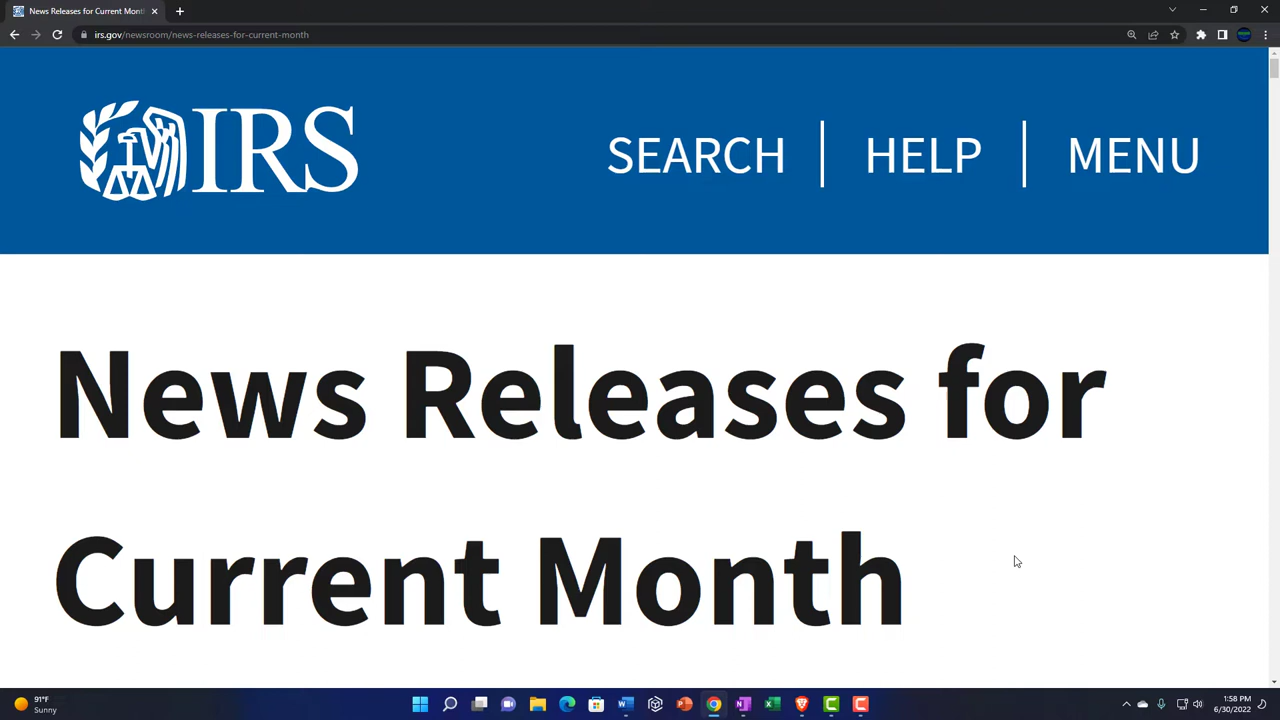 News Releases for Current Mont
irs.gov/newsroom/news-releases-for-current-month
IRS
SEARCH
HELP
MENU
News Releases for
Current Month
91°F
Sunny
1:58 PM
6/30/2022